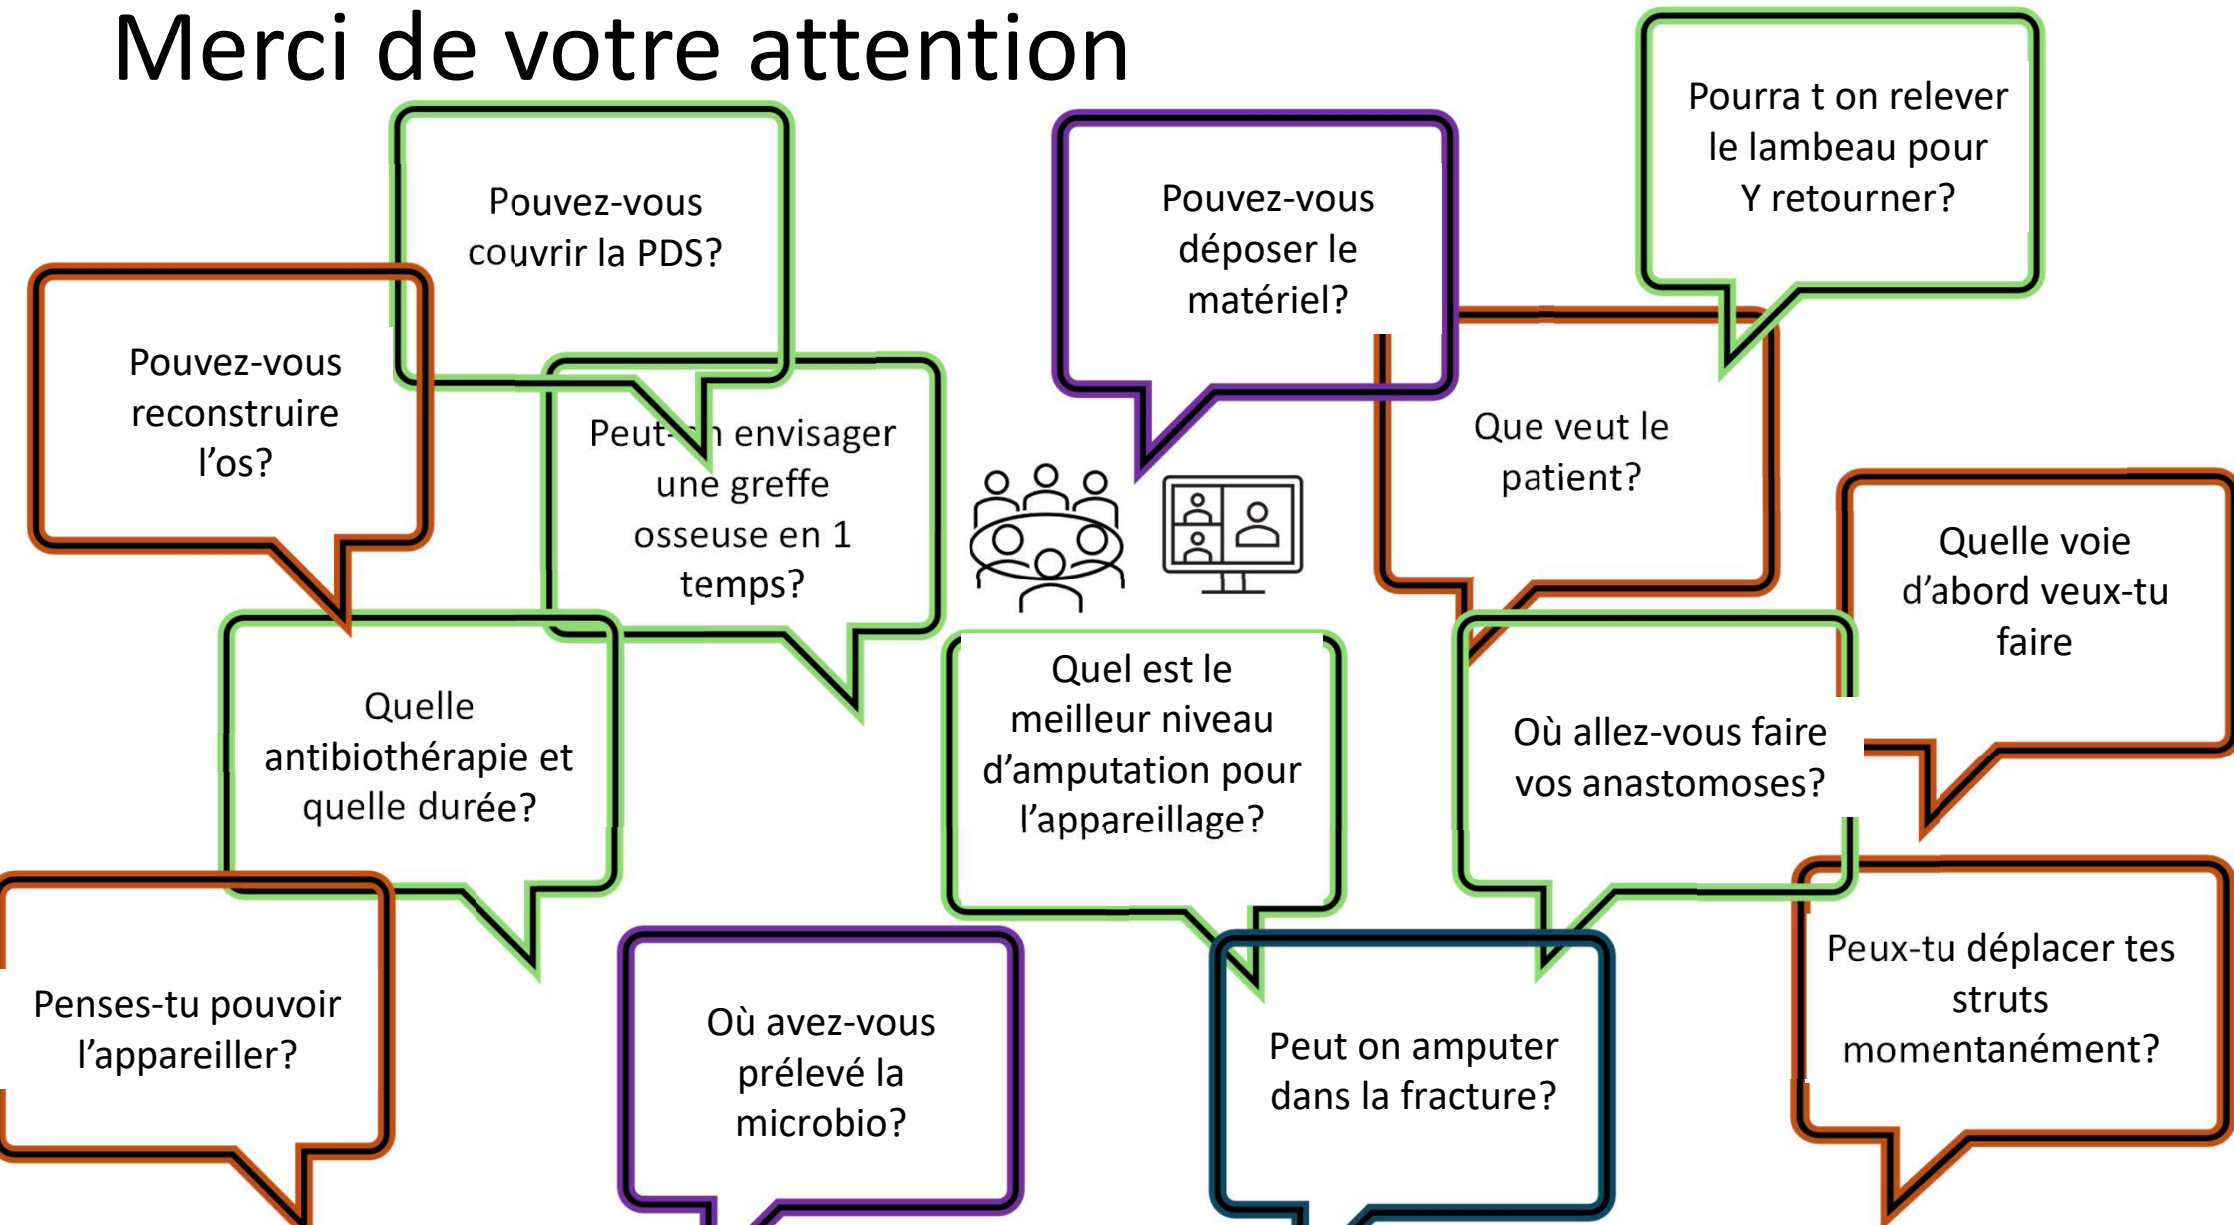 Merci de votre attention
Pourra t on relever
le lambeau pour
Y retourner?
Pouvez-vous
couvrir la PDS?
Pouvez-vous
déposer le
matériel?
Pouvez-vous
reconstruire
l’os?
Peut-on envisager
une greffe
osseuse en 1
temps?
Que veut le
patient?
Quelle voie
d’abord veux-tu
faire
Quelle
antibiothérapie et
quelle durée?
Quel est le
meilleur niveau
d’amputation pour
l’appareillage?
Où allez-vous faire
vos anastomoses?
Penses-tu pouvoir
l’appareiller?
Où avez-vous
prélevé la
microbio?
Peut on amputer
dans la fracture?
Peux-tu déplacer tes
struts
momentanément?